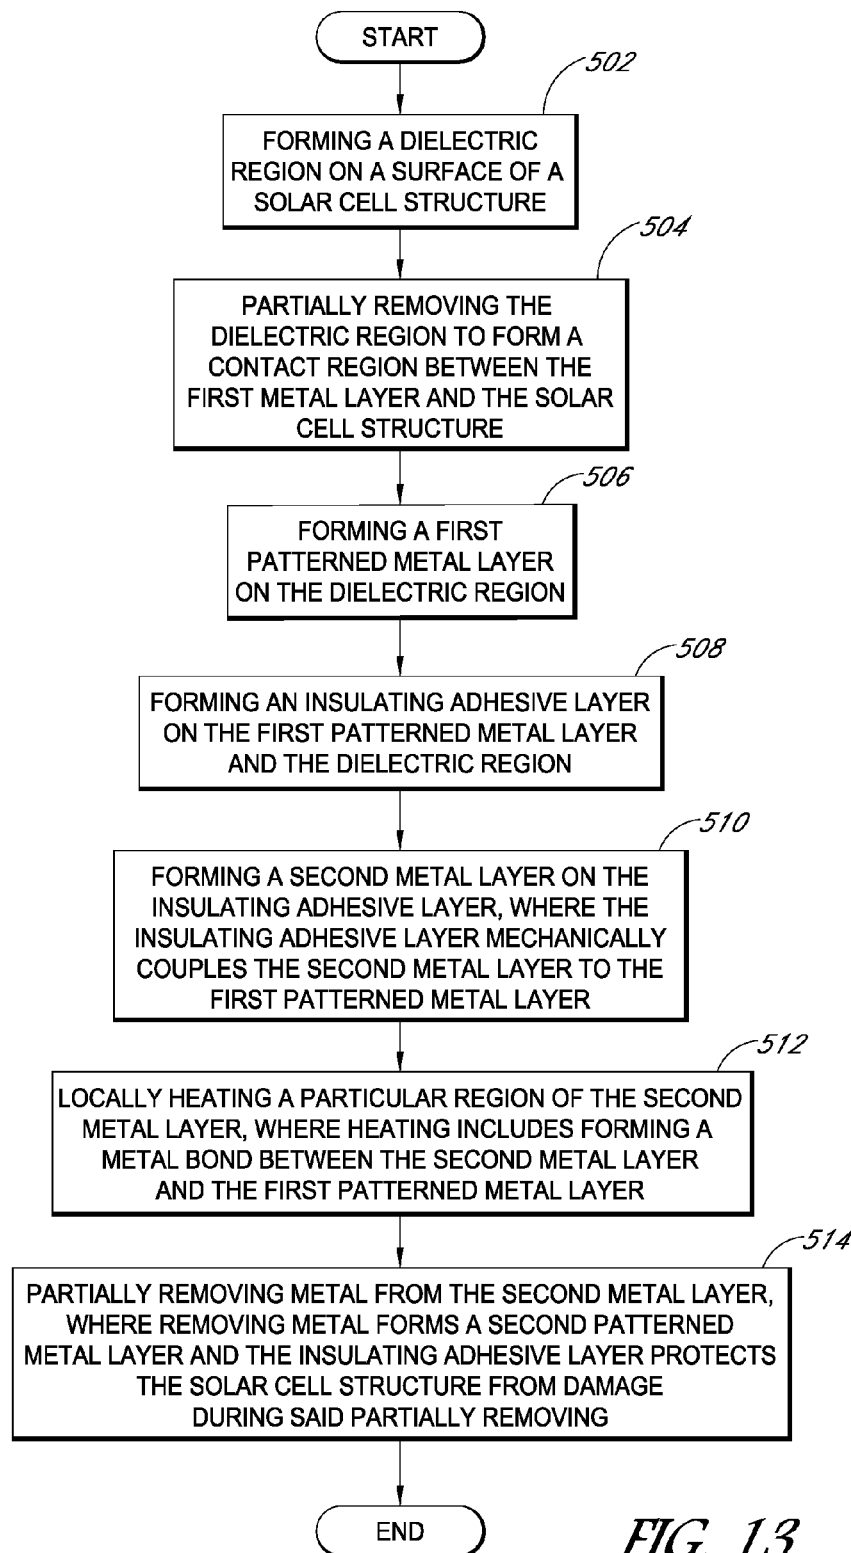 START
502
FORMING A DIELECTRIC
REGION ON A SURFACE OF A
SOLAR CELL STRUCTURE
504
PARTIALLY REMOVING THE
DIELECTRIC REGION TO FORM A
CONTACT REGION BETWEEN THE
FIRST METAL LAYER AND THE SOLAR
CELL STRUCTURE
506
FORMING A FIRST
PATTERNED METAL LAYER
ON THE DIELECTRIC REGION
508
FORMING AN INSULATING ADHESIVE LAYER
ON THE FIRST PATTERNED METAL LAYER
AND THE DIELECTRIC REGION
510
FORMING A SECOND METAL LAYER ON THE
INSULATING ADHESIVE LAYER, WHERE THE
INSULATING ADHESIVE LAYER MECHANICALLY
COUPLES THE SECOND METAL LAYER TO THE
FIRST PATTERNED METAL LAYER
512
LOCALLY HEATING A PARTICULAR REGION OF THE SECOND
METAL LAYER, WHERE HEATING INCLUDES FORMING A
METAL BOND BETWEEN THE SECOND METAL LAYER
AND THE FIRST PATTERNED METAL LAYER
514
PARTIALLY REMOVING METAL FROM THE SECOND METAL LAYER,
WHERE REMOVING METAL FORMS A SECOND PATTERNED
METAL LAYER AND THE INSULATING ADHESIVE LAYER PROTECTS
THE SOLAR CELL STRUCTURE FROM DAMAGE
DURING SAID PARTIALLY REMOVING
END
FIG. 13